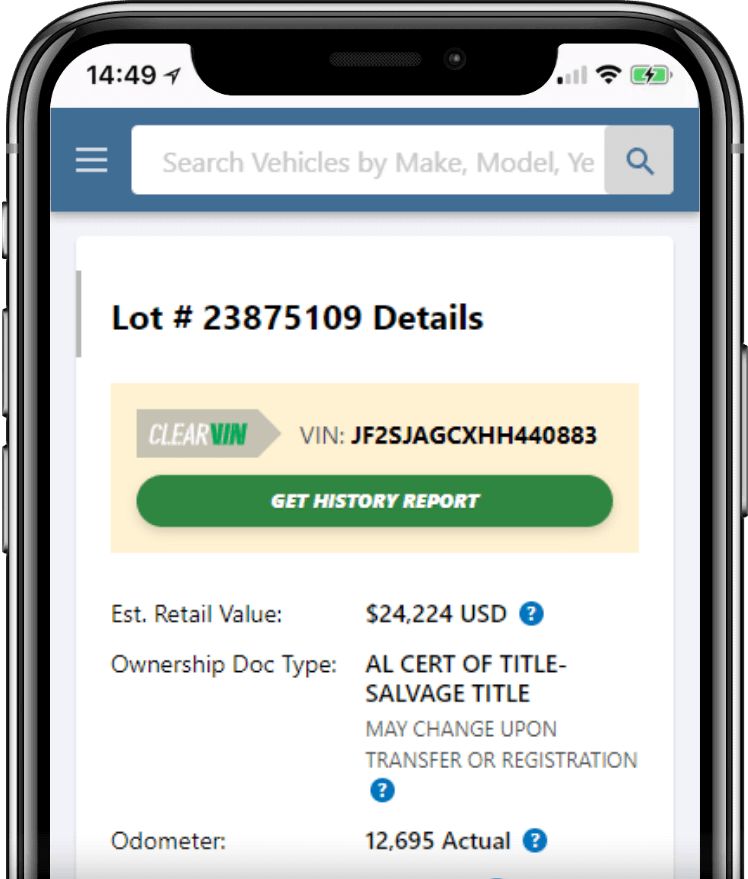 14:49
Search Vehicles by Make, Model, Ye
Lot # 23875109 Details
CLEARVIN VIN: JF2SJAGCXHH440883
GET HISTORY REPORT
Est. Retail Value: $24,224 USD ?
Ownership Doc Type: AL CERT OF TITLE-
SALVAGE TITLE
MAY CHANGE UPON
TRANSFER OR REGISTRATION
?
Odometer: 12,695 Actual ?